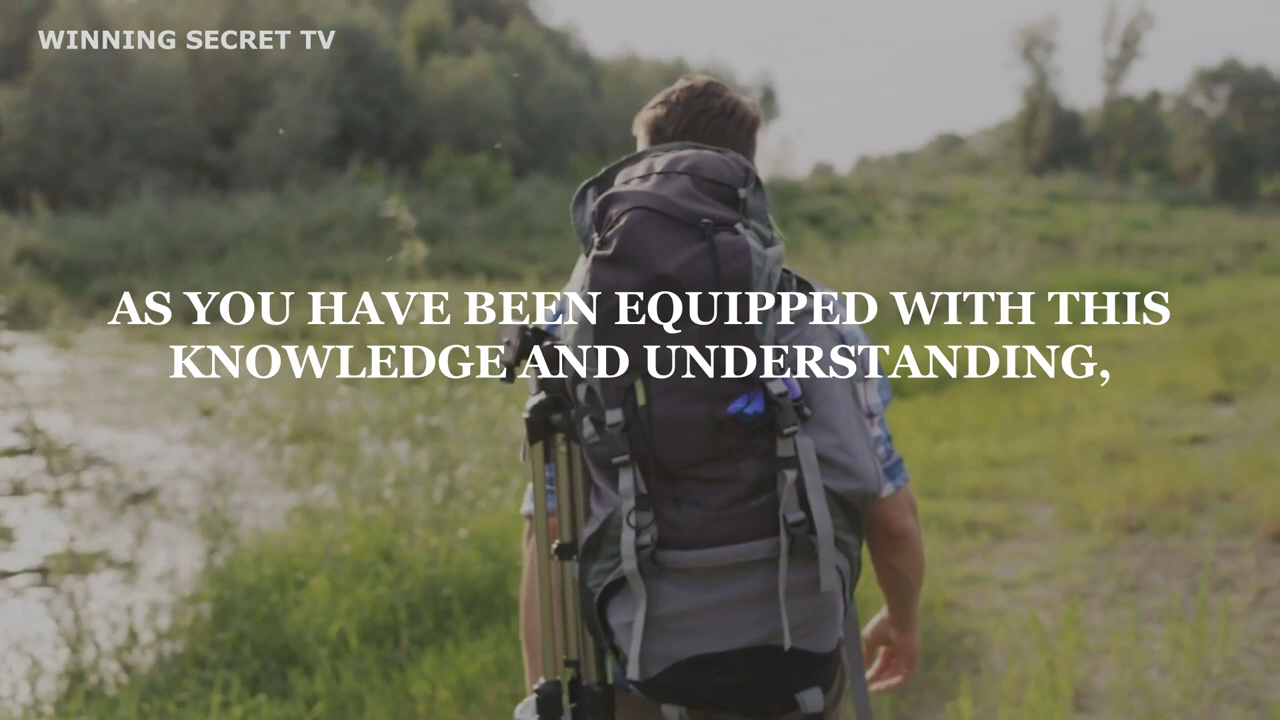 WINNING SECRET TV
AS YOU HAVE BEEN EQUIPPED WITH THIS
KNOWLEDGE AND UNDERSTANDING,